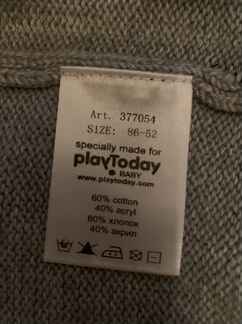 Art. 377054
SIZE: 86-52
specially made for
playToday
BABY
www.playtoday.com
60% cotton
40% acryl
60% хлопок
40% акрил